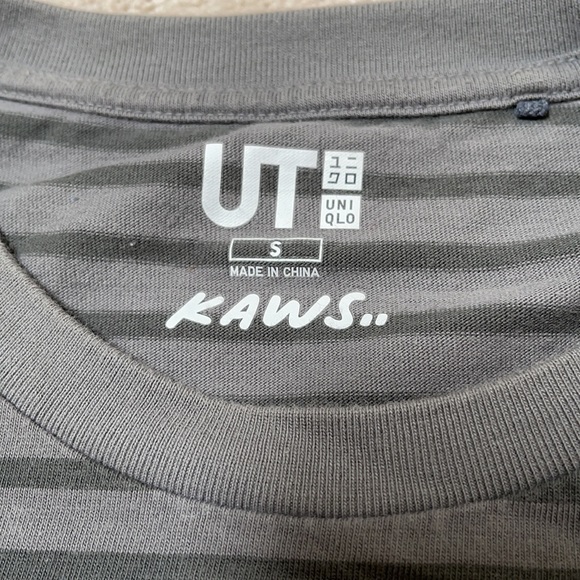 UT
ユニ
クロ
UNI
QLO
S
MADE IN CHINA
KAWS..